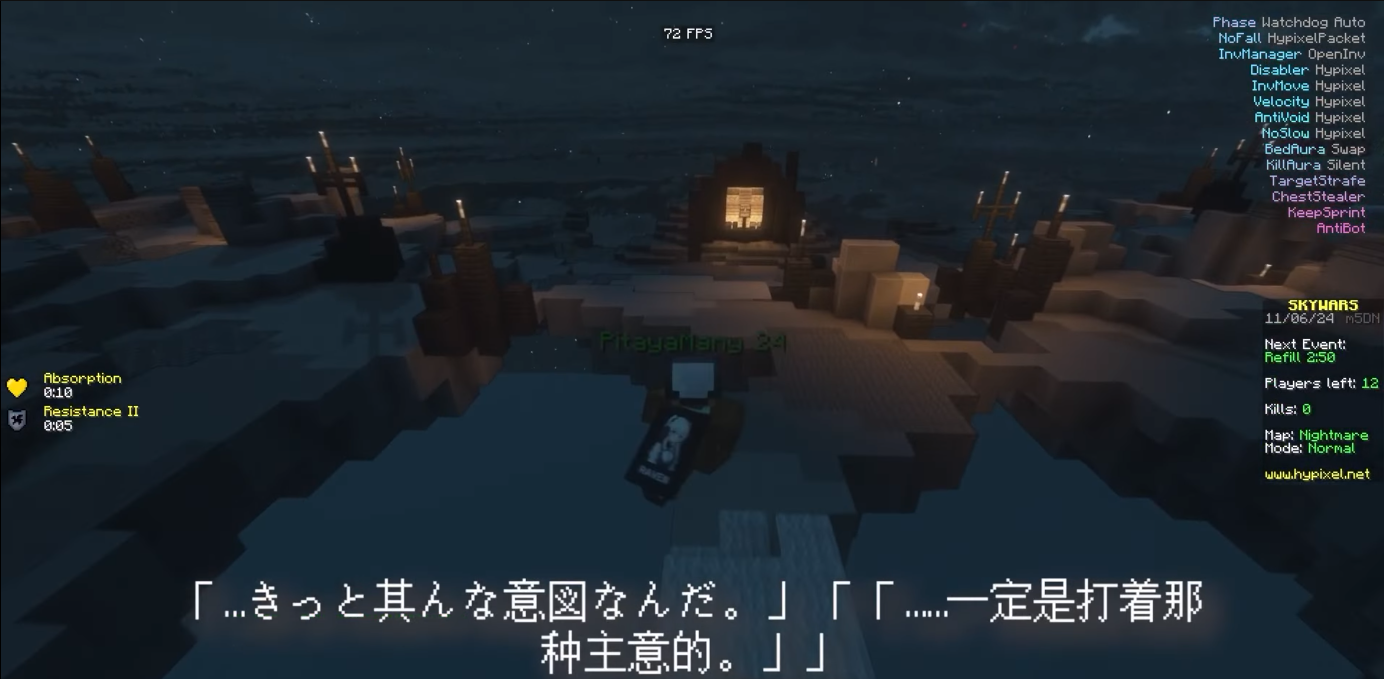 72 FPS
Phase Watchdog Auto
NoFall HypixelPacket
InvManager OpenInv
Disabler Hypixel
InvMove Hypixel
Velocity Hypixel
AntiVoid Hypixel
NoSlow Hypixel
BedAura Swap
KillAura Silent
TargetStrafe
ChestStealer
KeepSprint
AntiBot
SKYWARS
11/06/24 m5DN
Next Event:
Refill 2:50
Players left: 12
Kills: 0
Map: Nightmare
Mode: Normal
www.hypixel.net
Absorption
0:10
Resistance II
0:05
PitayaMany_24
RAVEN
「…きっと其んな意図なんだ。」「「……一定是打着那
种主意的。」」